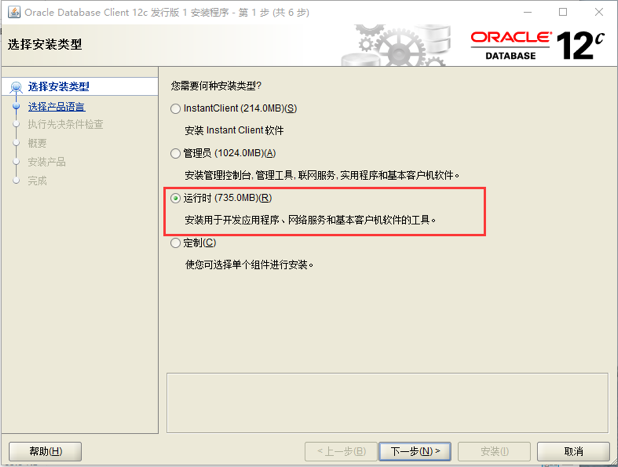 Oracle Database Client 12c 发行版 1 安装程序 - 第 1 步 (共 6 步)
选择安装类型
ORACLE
DATABASE
12c
选择安装类型
选择产品语言
执行先决条件检查
概要
安装产品
完成
您需要何种安装类型?
InstantClient (214.0MB)(S)
安装 Instant Client 软件
管理员 (1024.0MB)(A)
安装管理控制台, 管理工具, 联网服务, 实用程序和基本客户机软件。
运行时 (735.0MB)(R)
安装用于开发应用程序、网络服务和基本客户机软件的工具。
定制(C)
使您可选择单个组件进行安装。
帮助(H)
< 上一步(B)
下一步(N) >
安装(I)
取消